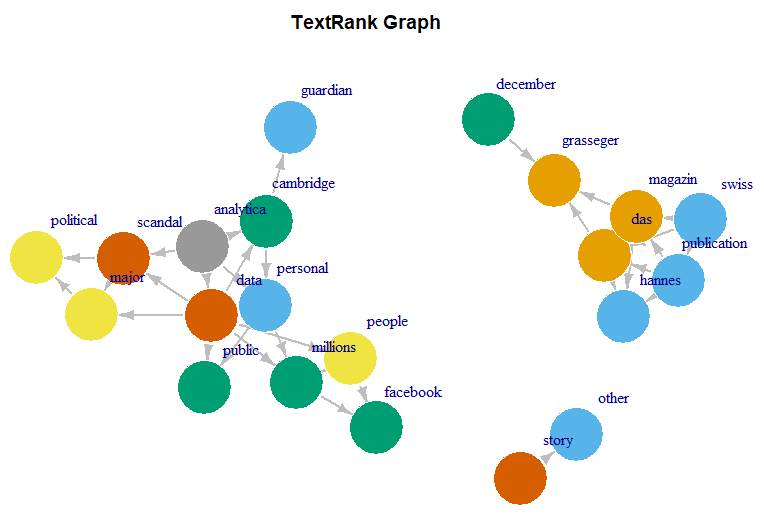 TextRank Graph
guardian
december
grasseger
cambridge
magazin
swiss
analytica
political
scandal
das
publication
personal
major
data
hannes
people
public
millions
facebook
other
story